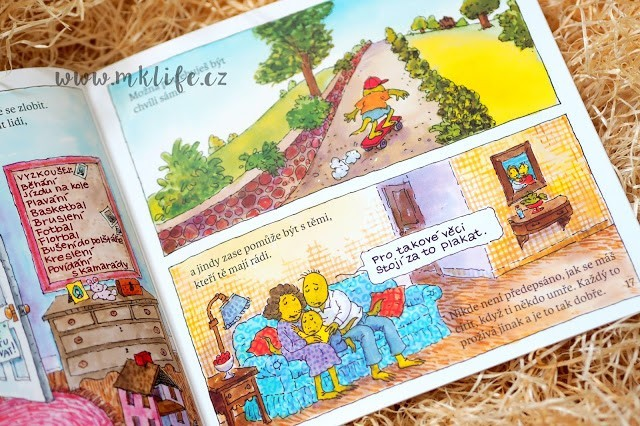 www.mklife.cz
e se zlobit.
t lidí,
VYZKOUŠEJ:
Běhání
Jízdu na kole
Plavání
Basketbal
Bruslení
Fotbal
Florbal
Bušení do polštáře
Kreslení
Povídání
s kamarády
Možná být
chvíli sám
a jindy zase pomůže být s těmi,
kteří tě mají rádi.
Pro takové věci
stojí za to plakat.
Nikde není předepsáno, jak se máš
cítit, když ti někdo umře. Každý to
prožívá jinak a je to tak dobře.
17